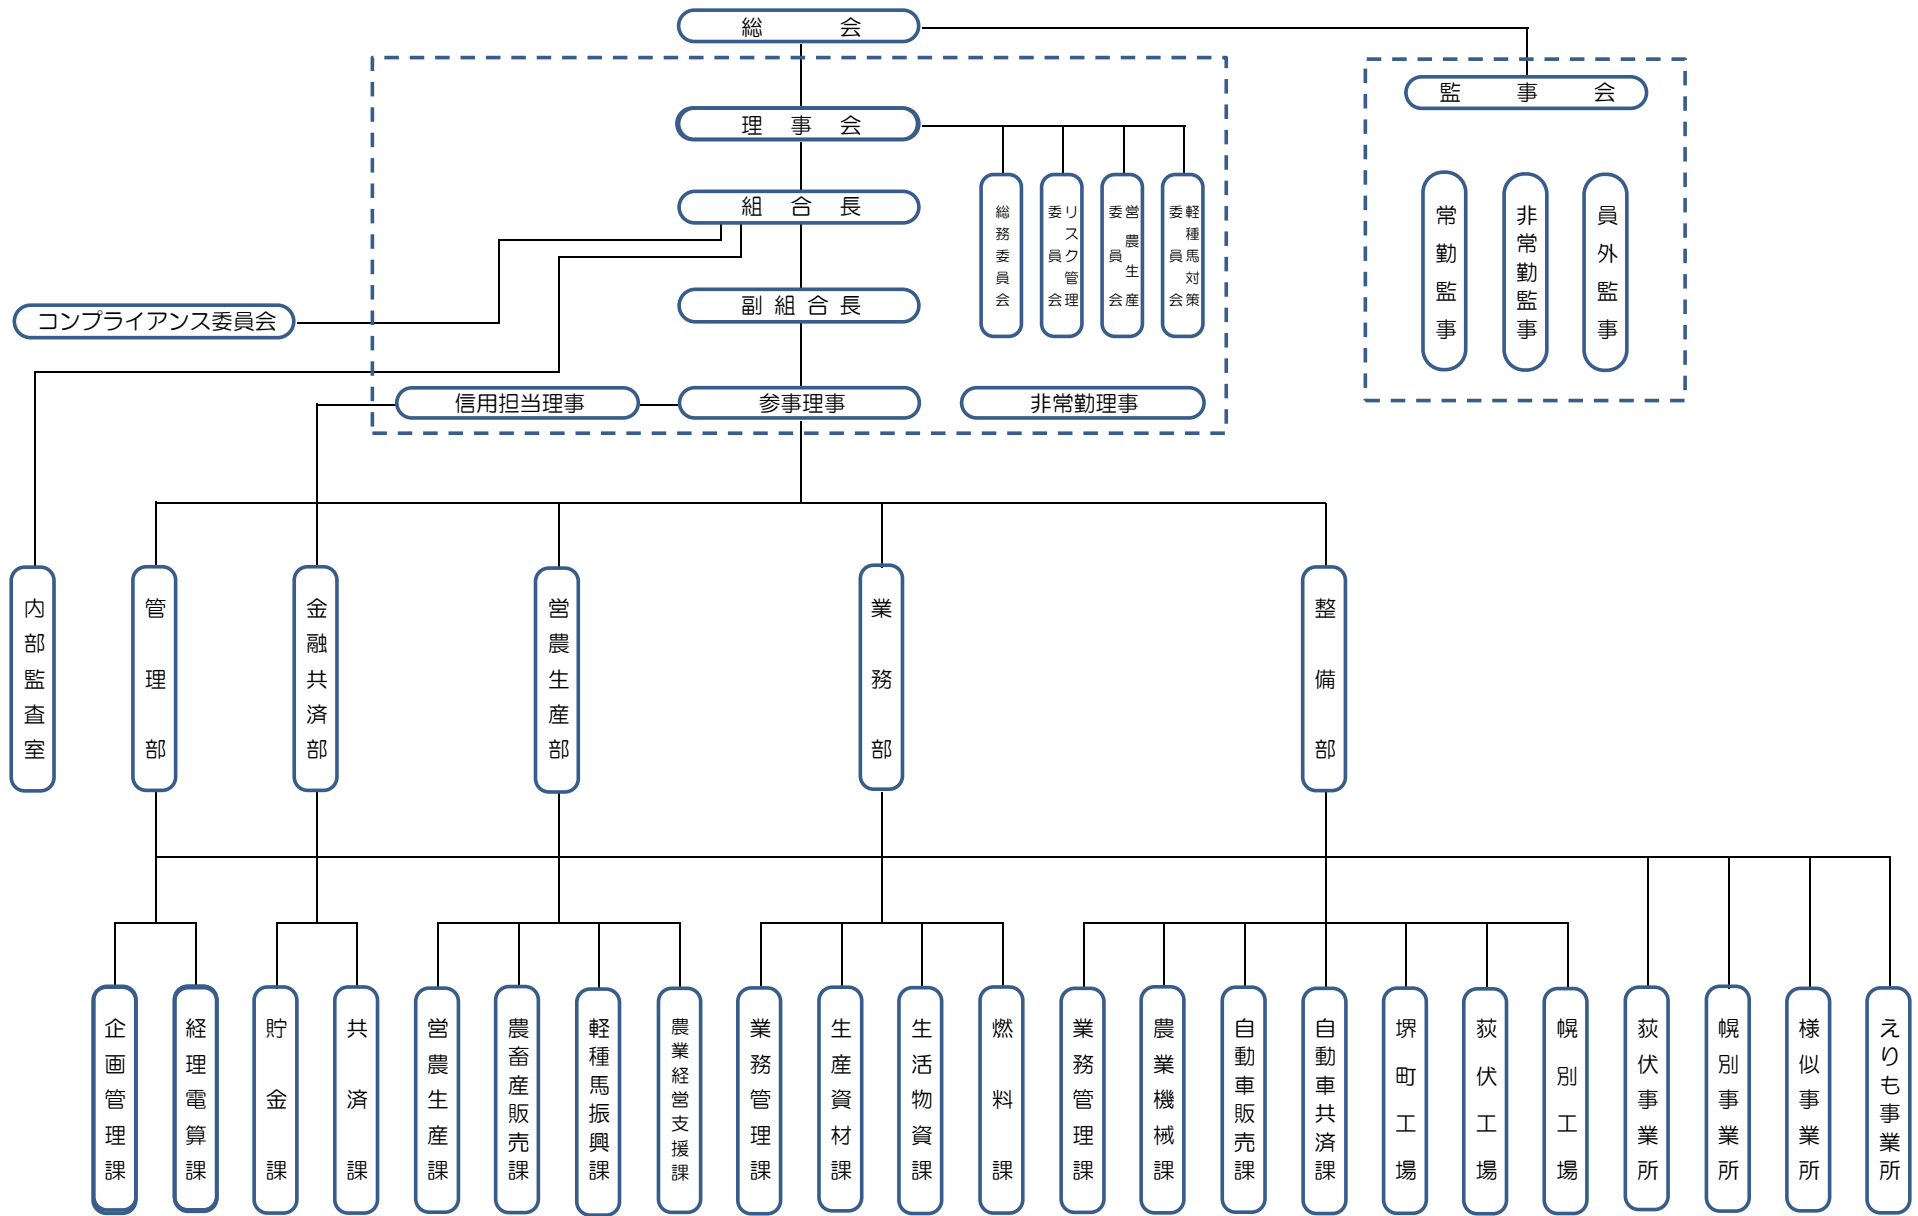 総会
監事会
理事会
組合長
総務委員会
リスク管理
委員会
営農生産
委員会
軽種馬対策
委員会
常勤監事
非常勤監事
員外監事
副組合長
コンプライアンス委員会
信用担当理事
参事理事
非常勤理事
内部監査室
管理部
金融共済部
営農生産部
業務部
整備部
企画管理課
経理電算課
貯金課
共済課
営農生産課
農畜産販売課
軽種馬振興課
農業経営支援課
業務管理課
生産資材課
生活物資課
燃料課
業務管理課
農業機械課
自動車販売課
自動車共済課
堺町工場
荻伏工場
幌別工場
荻伏事業所
幌別事業所
様似事業所
えりも事業所